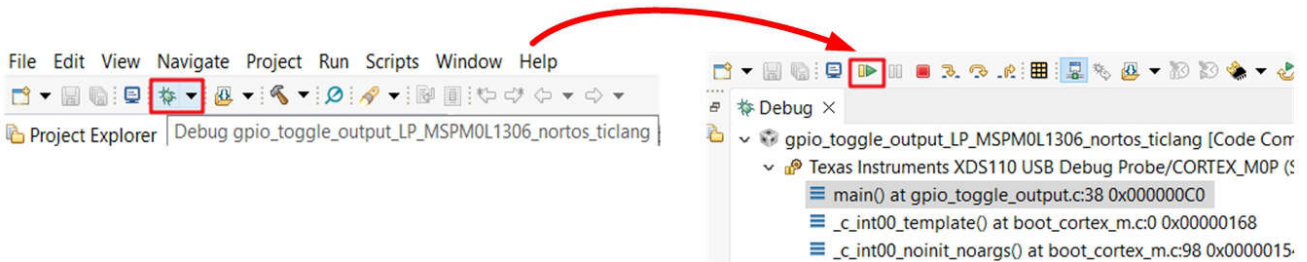 File Edit View Navigate Project Run Scripts Window Help
Project Explorer
Debug gpio_toggle_output_LP_MSPM0L1306_nortos_ticlang
Debug
gpio_toggle_output_LP_MSPM0L1306_nortos_ticlang [Code Com
Texas Instruments XDS110 USB Debug Probe/CORTEX_M0P (S
main() at gpio_toggle_output.c:38 0x000000C0
_c_int00_template() at boot_cortex_m.c:0 0x00000168
_c_int00_noinit_noargs() at boot_cortex_m.c:98 0x0000015